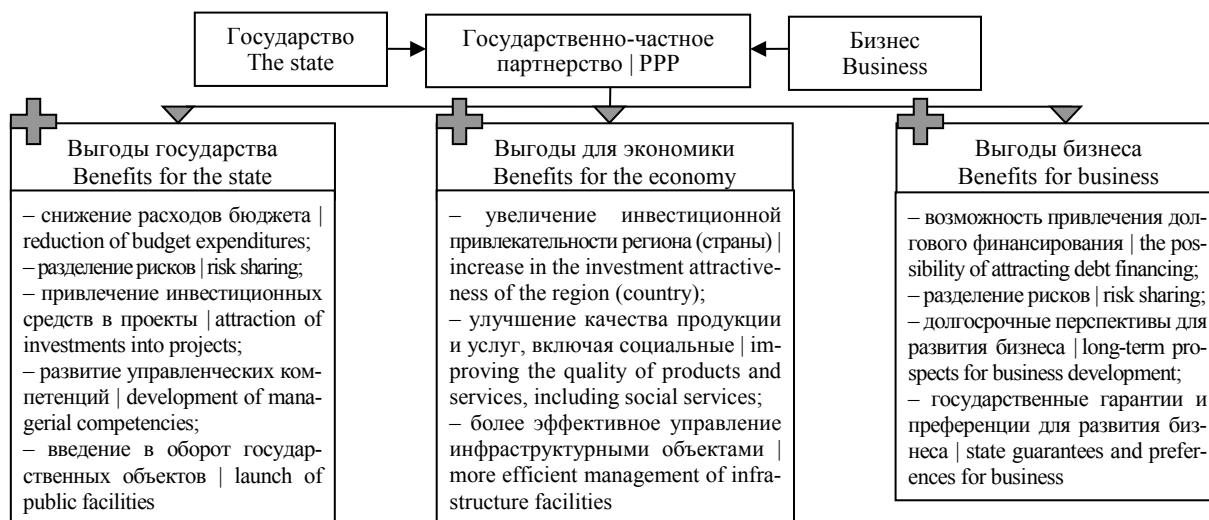 Государство
The state
Государственно-частное
партнерство | PPP
Бизнес
Business
Выгоды государства
Benefits for the state
– снижение расходов бюджета |
reduction of budget expenditures;
– разделение рисков | risk sharing;
– привлечение инвестиционных
средств в проекты | attraction of
investments into projects;
– развитие управленческих ком-
петенций | development of mana-
gerial competencies;
– введение в оборот государ-
ственных объектов | launch of
public facilities
Выгоды для экономики
Benefits for the economy
– увеличение инвестиционной
привлекательности региона (страны) |
increase in the investment attractive-
ness of the region (country);
– улучшение качества продукции
и услуг, включая социальные | im-
proving the quality of products and
services, including social services;
– более эффективное управление
инфраструктурными объектами |
more efficient management of infra-
structure facilities
Выгоды бизнеса
Benefits for business
– возможность привлечения дол-
гового финансирования | the pos-
sibility of attracting debt financing;
– разделение рисков | risk sharing;
– долгосрочные перспективы для
развития бизнеса | long-term pro-
spects for business development;
– государственные гарантии и
преференции для развития биз-
неса | state guarantees and prefer-
ences for business